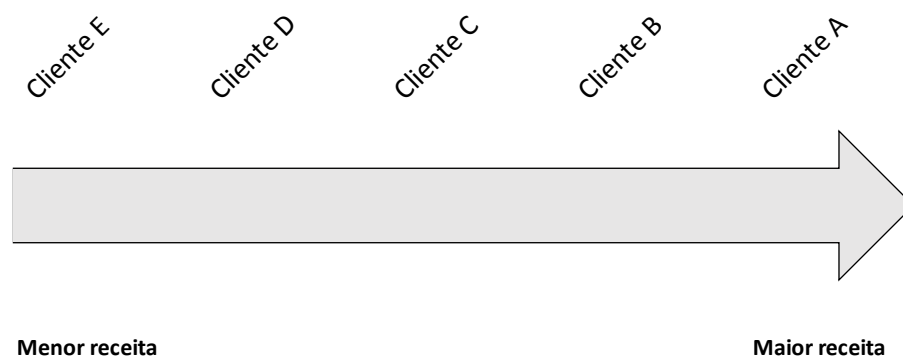 Cliente E
Cliente D
Cliente C
Cliente B
Cliente A
Menor receita
Maior receita